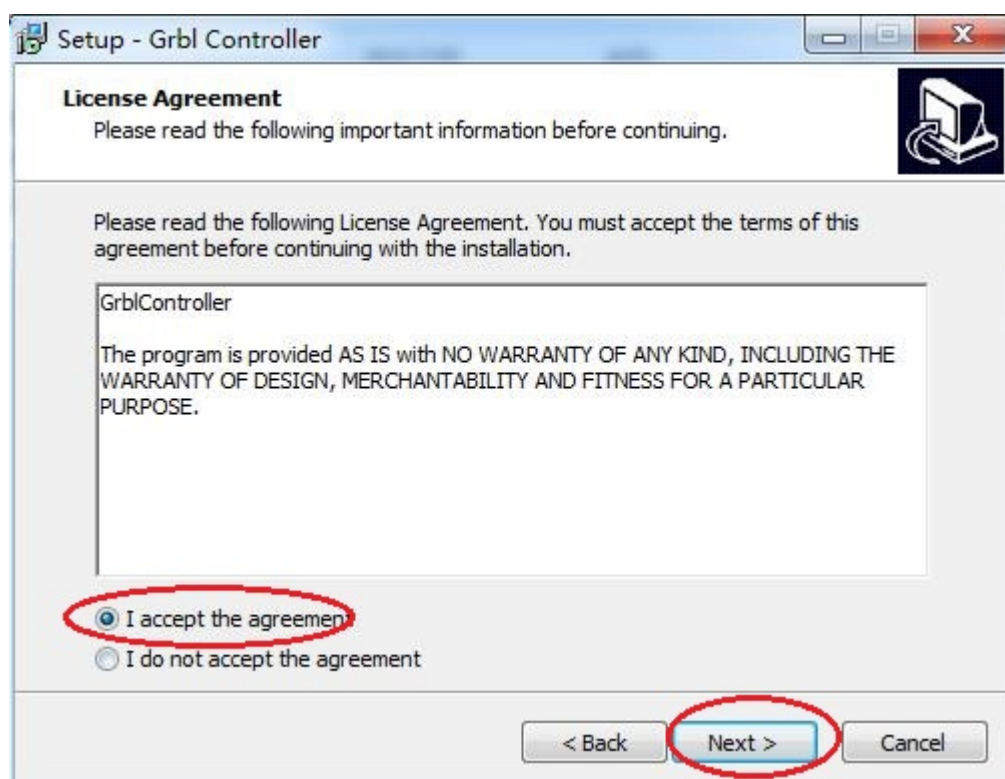 Setup - Grbl Controller
License Agreement
Please read the following important information before continuing.
Please read the following License Agreement. You must accept the terms of this
agreement before continuing with the installation.
GrblController
The program is provided AS IS with NO WARRANTY OF ANY KIND, INCLUDING THE
WARRANTY OF DESIGN, MERCHANTABILITY AND FITNESS FOR A PARTICULAR
PURPOSE.
I accept the agreement
I do not accept the agreement
< Back Next > Cancel